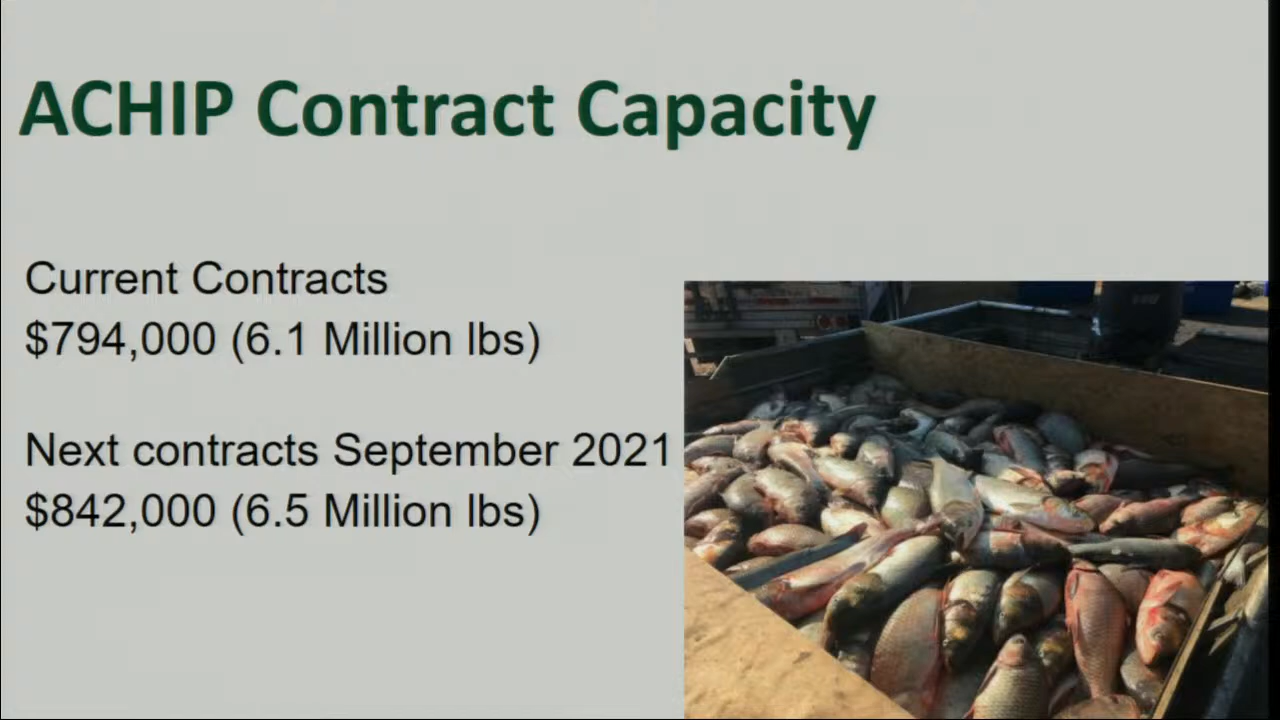 ACHIP Contract Capacity
Current Contracts
$794,000 (6.1 Million lbs)
Next contracts September 2021
$842,000 (6.5 Million lbs)